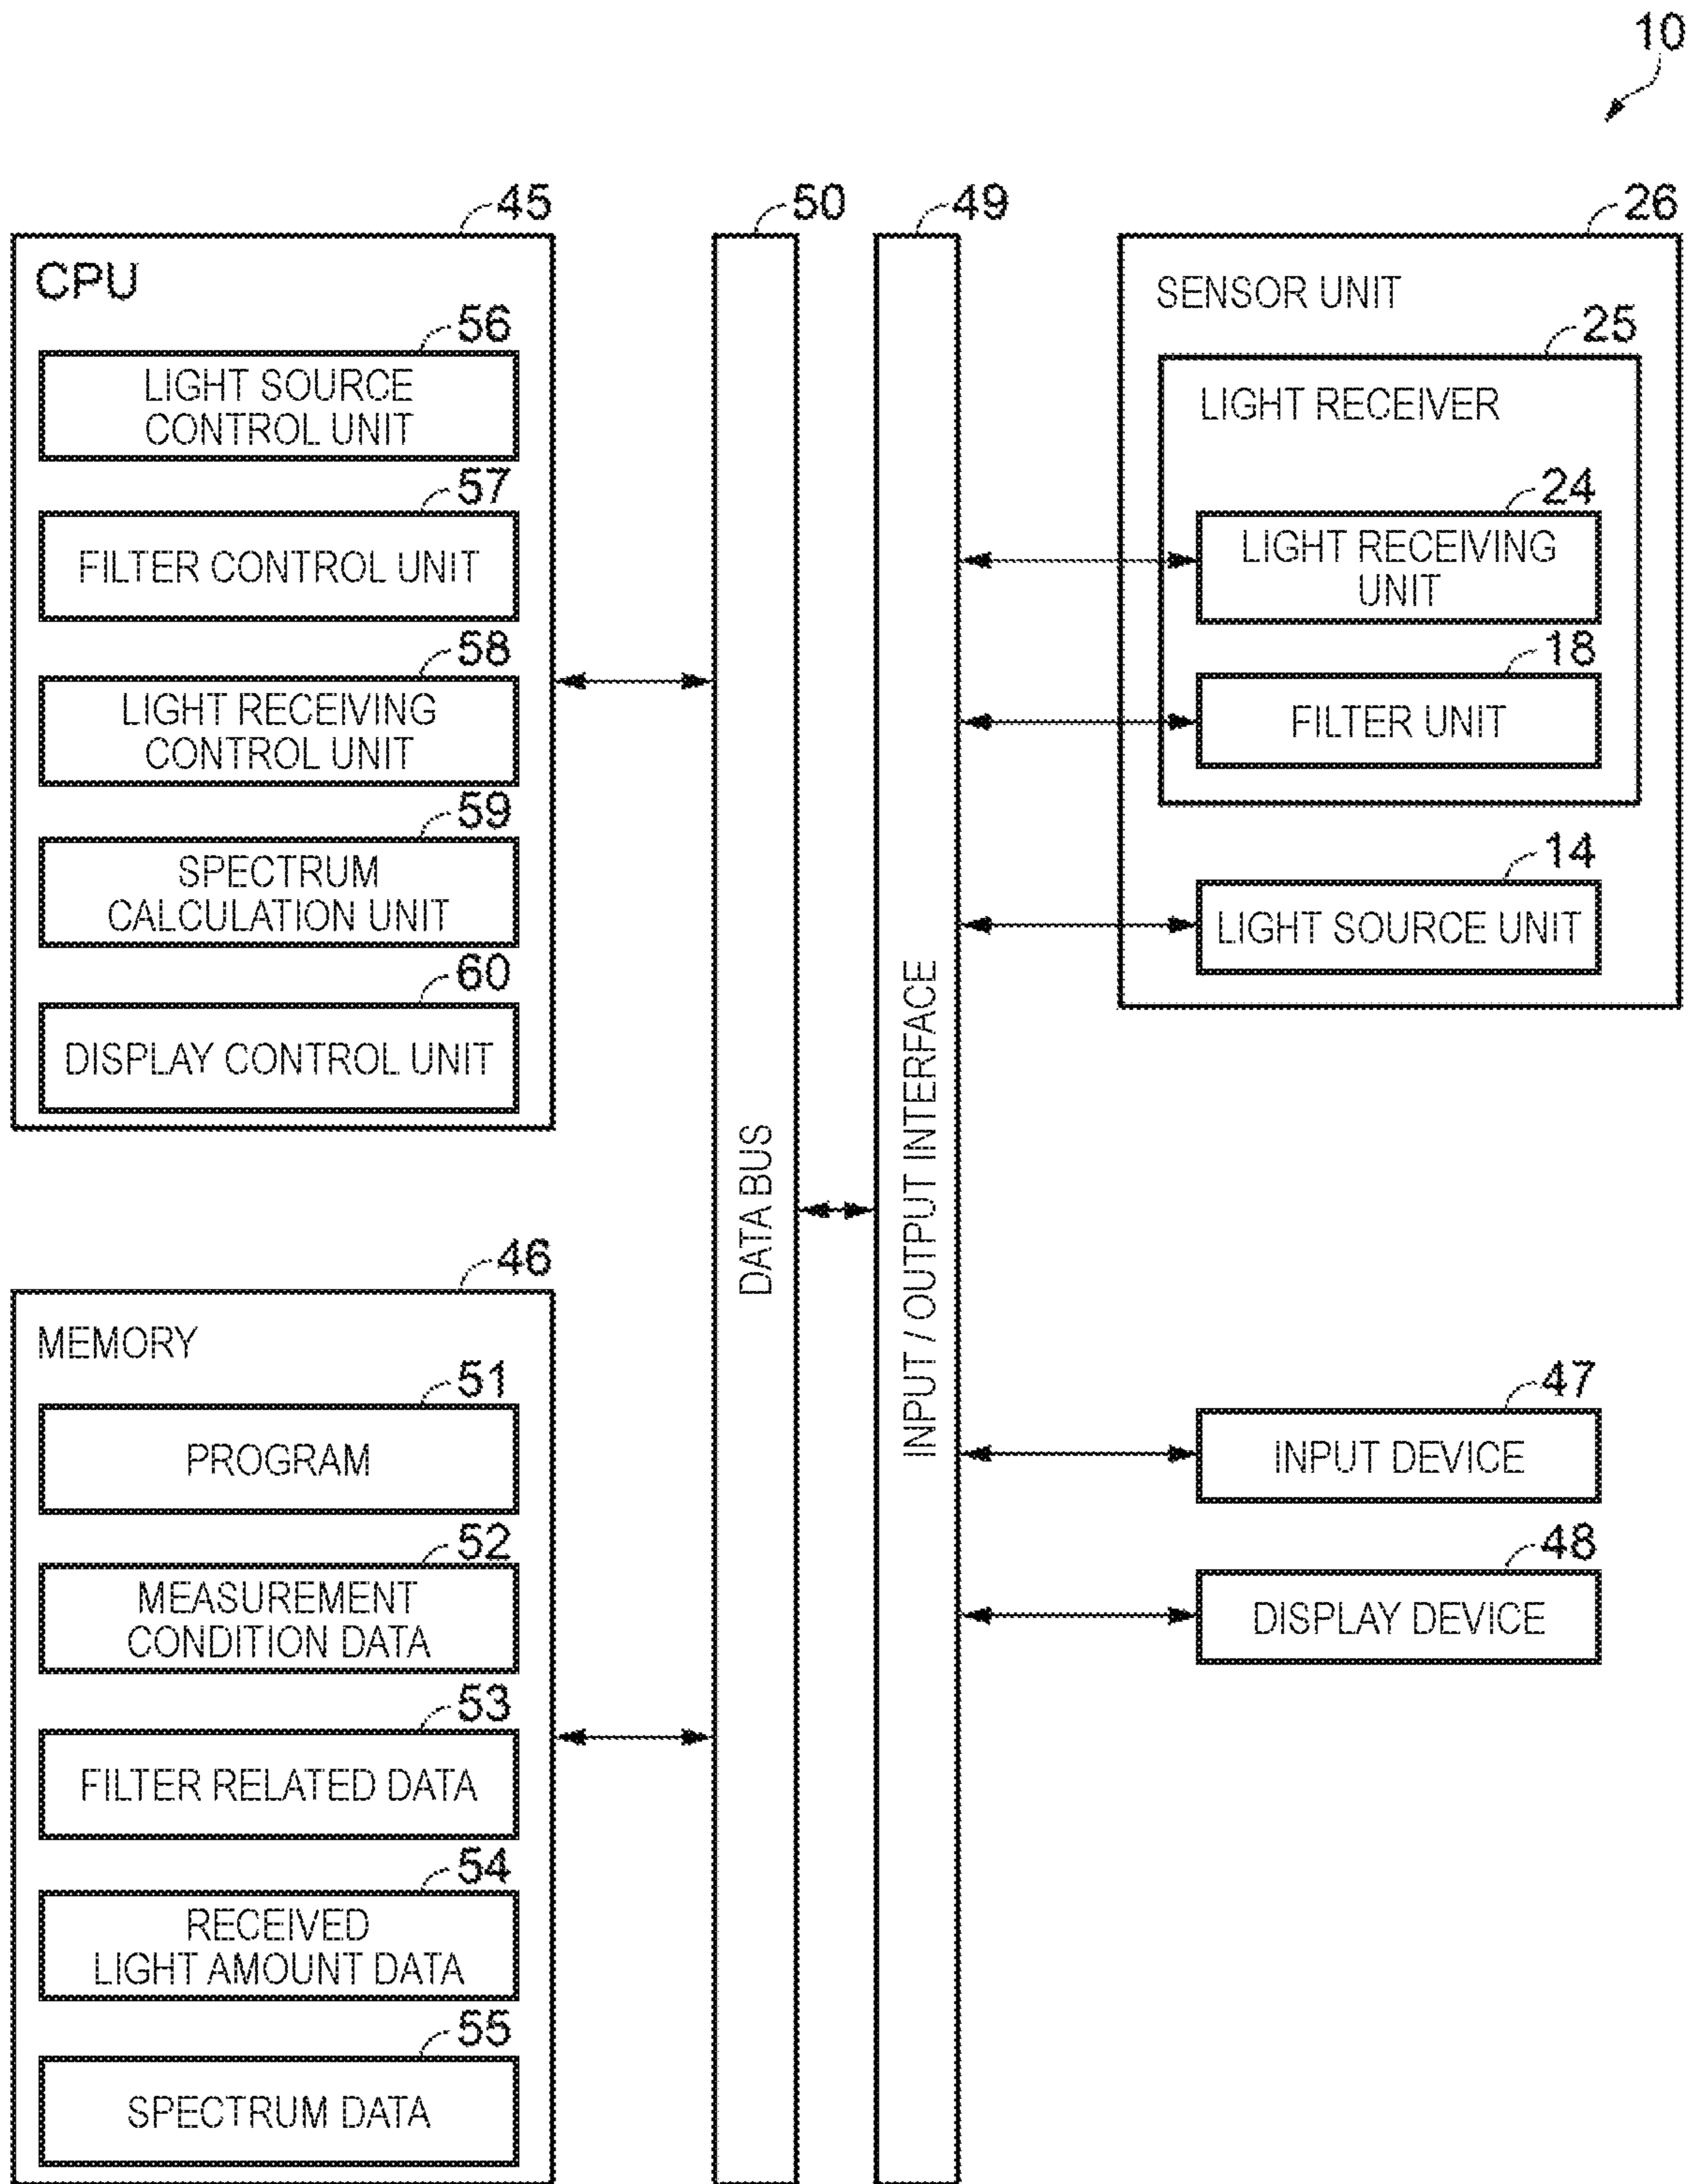 10
45
CPU
56
LIGHT SOURCE
CONTROL UNIT
57
FILTER CONTROL UNIT
58
LIGHT RECEIVING
CONTROL UNIT
59
SPECTRUM
CALCULATION UNIT
60
DISPLAY CONTROL UNIT
46
MEMORY
51
PROGRAM
52
MEASUREMENT
CONDITION DATA
53
FILTER RELATED DATA
54
RECEIVED
LIGHT AMOUNT DATA
55
SPECTRUM DATA
50
DATA BUS
49
INPUT / OUTPUT INTERFACE
26
SENSOR UNIT
25
LIGHT RECEIVER
24
LIGHT RECEIVING
UNIT
18
FILTER UNIT
14
LIGHT SOURCE UNIT
47
INPUT DEVICE
48
DISPLAY DEVICE